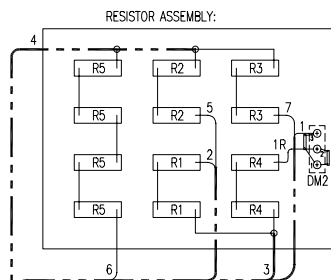 RESISTOR ASSEMBLY:
4
R5 R2 R3
R5 R2 5 R3 7 1
1R
R5 R1 2 R4
DM2
R5 R1 R4
6 3